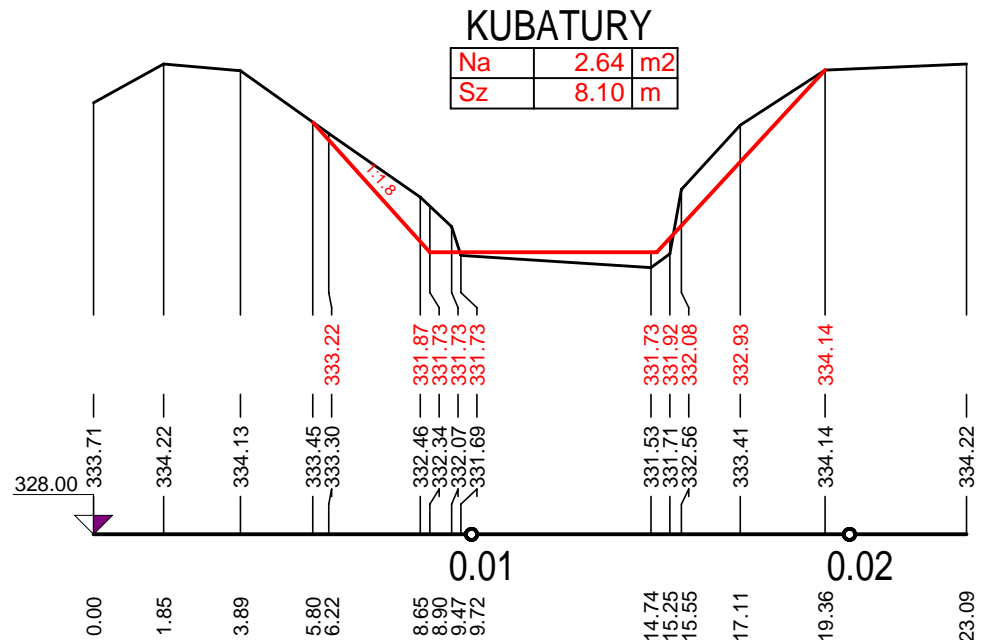 KUBATURY
Na 2.64 m2
Sz 8.10 m
1:1.8
333.22 331.87 331.73 331.73 331.73 331.73 331.92 332.08 332.93 334.14
333.71 334.22 334.13 333.45 333.30 332.46 332.34 332.07 331.69 331.53 331.71 332.56 333.41 334.14 334.22
328.00
0.01 0.02
0.00 1.85 3.89 5.80 6.22 8.65 8.90 9.47 9.72 14.74 15.25 15.55 17.11 19.36 23.09